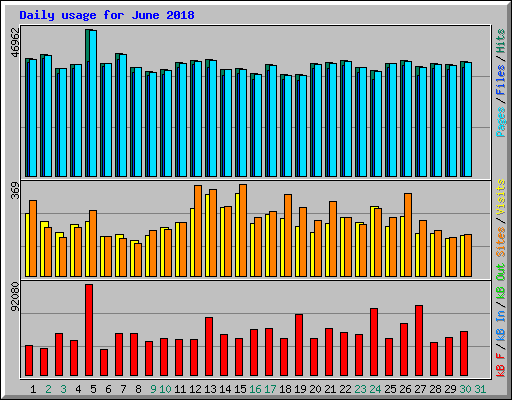 Daily usage for June 2018
46962
Pages / Files / Hits
369
Sites / Visits
92080
kB F / kB In / kB Out
1 2 3 4 5 6 7 8 9 10 11 12 13 14 15 16 17 18 19 20 21 22 23 24 25 26 27 28 29 30 31